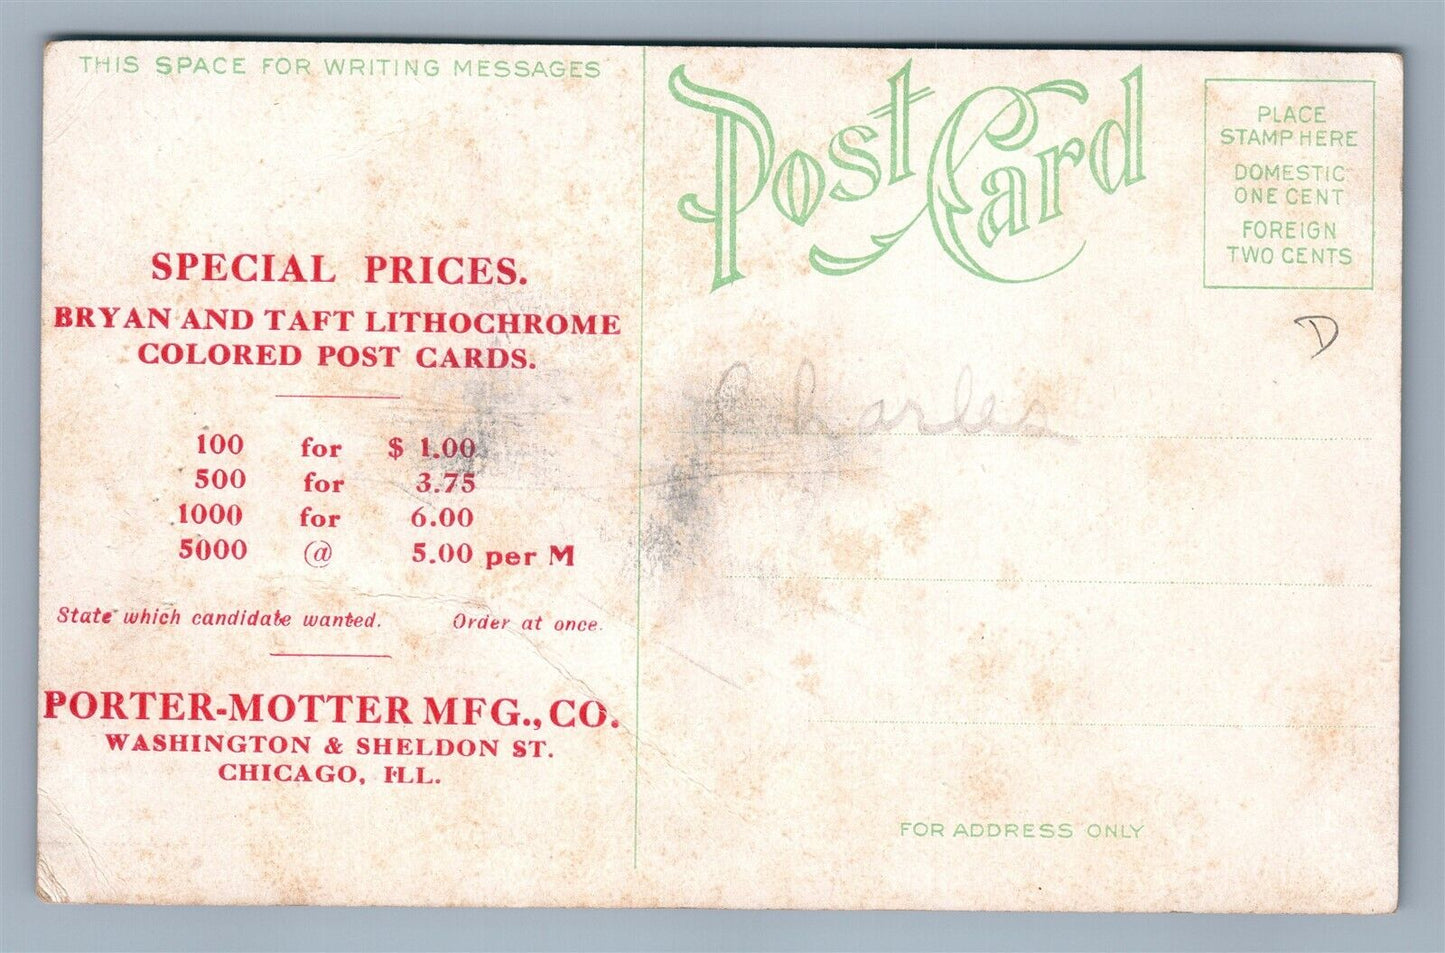 THIS SPACE FOR WRITING MESSAGES
SPECIAL PRICES.
BRYAN AND TAFT LITHOCHROME
COLORED POST CARDS.
100 for $ 1.00
500 for 3.75
1000 for 6.00
5000 @ 5.00 per M
State which candidate wanted. Order at once.
PORTER-MOTTER MFG., CO.
WASHINGTON & SHELDON ST.
CHICAGO, ILL.
Post Card
PLACE
STAMP HERE
DOMESTIC
ONE CENT
FOREIGN
TWO CENTS
D
Charles
FOR ADDRESS ONLY